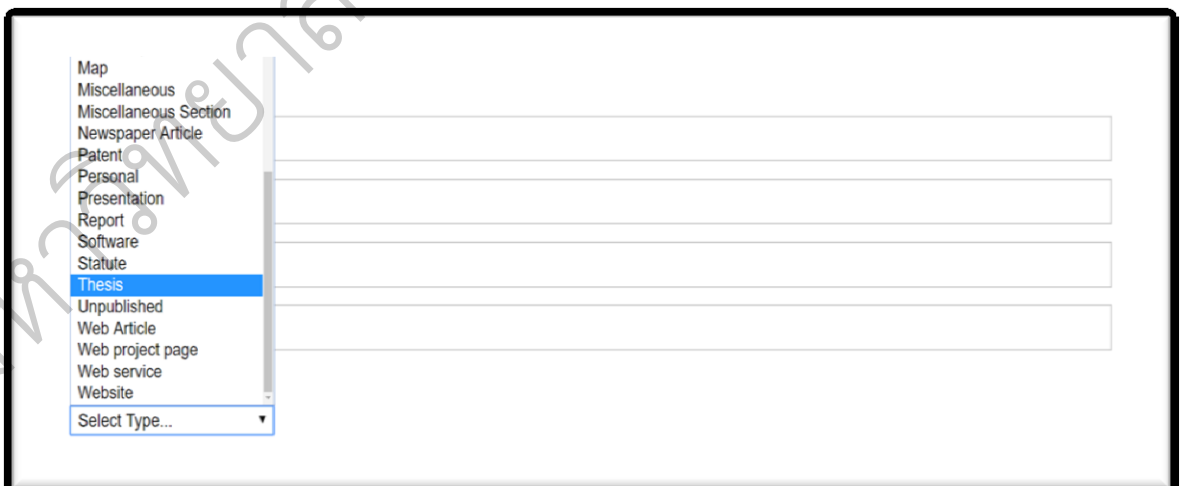 Map
Miscellaneous
Miscellaneous Section
Newspaper Article
Patent
Personal
Presentation
Report
Software
Statute
Thesis
Unpublished
Web Article
Web project page
Web service
Website
Select Type...